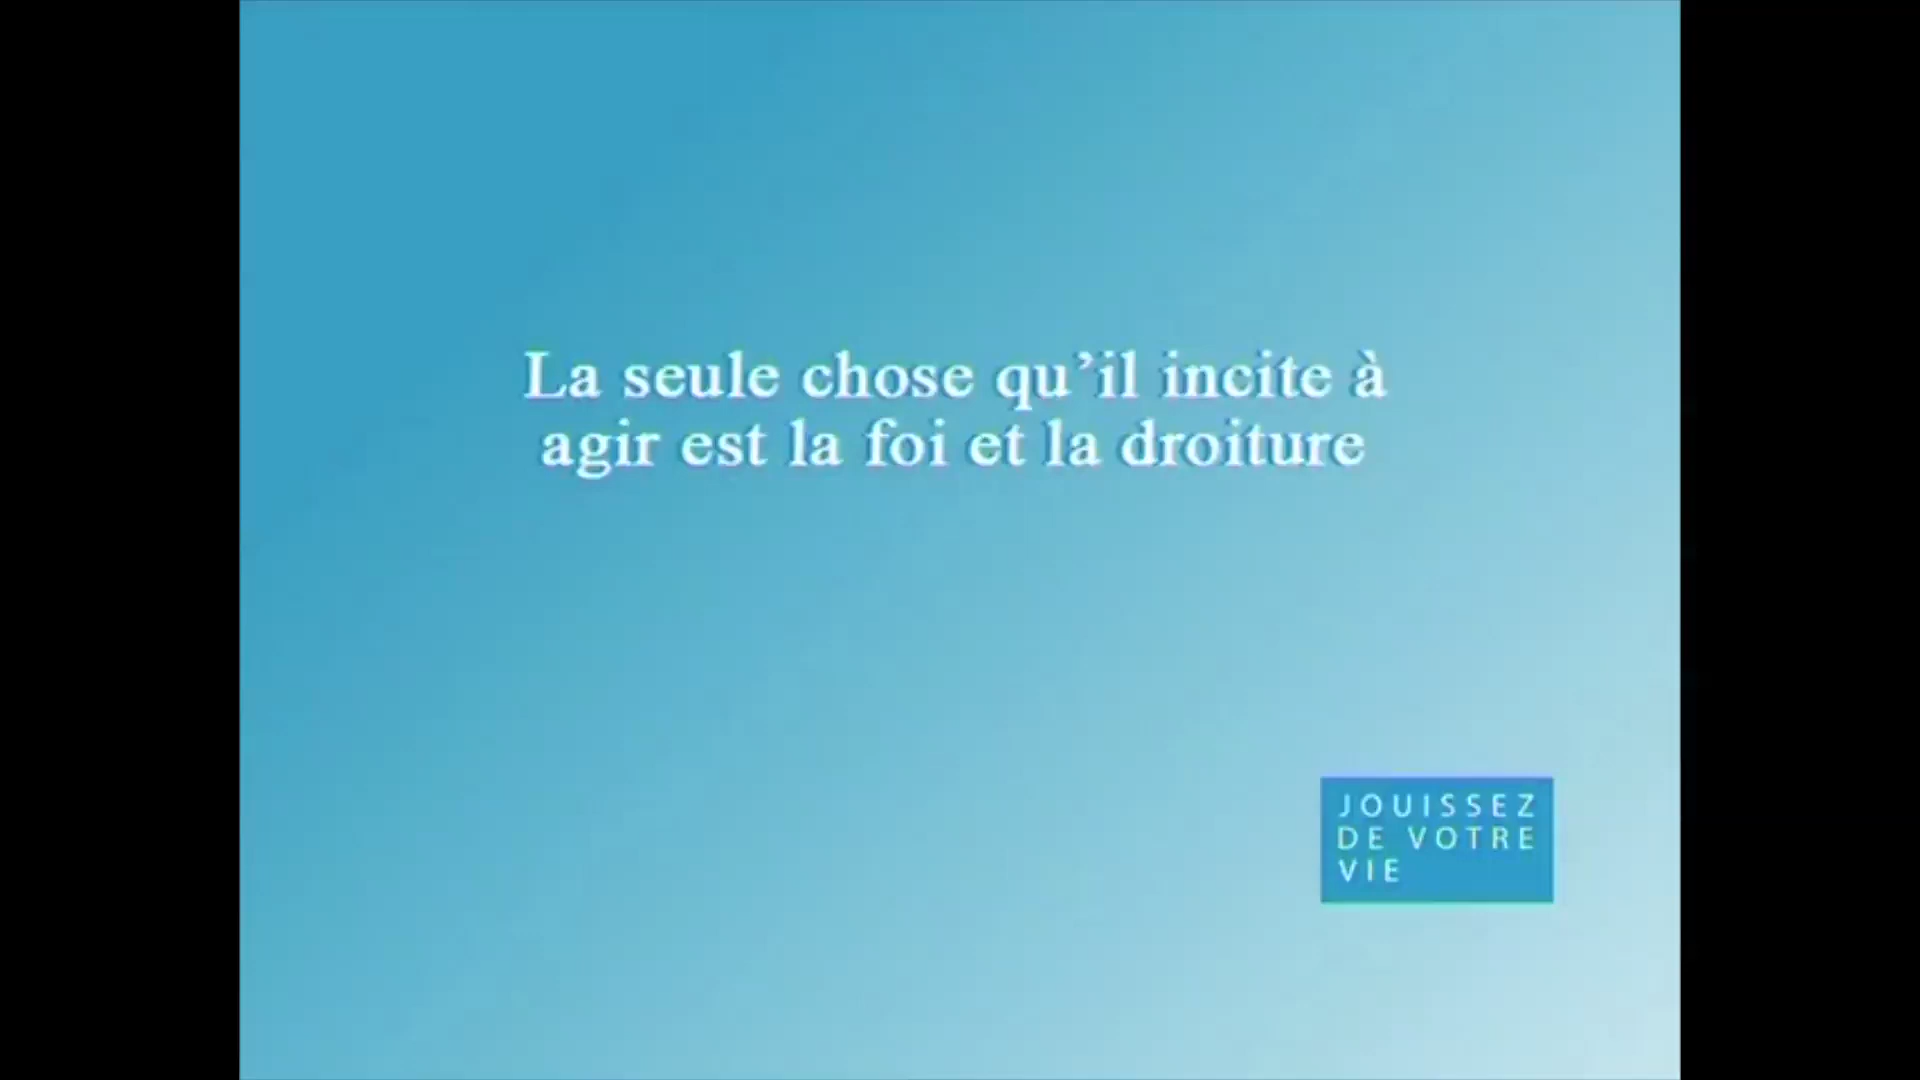 La seule chose qu’il incite à
agir est la foi et la droiture
JOUISSEZ
DE VOTRE
VIE